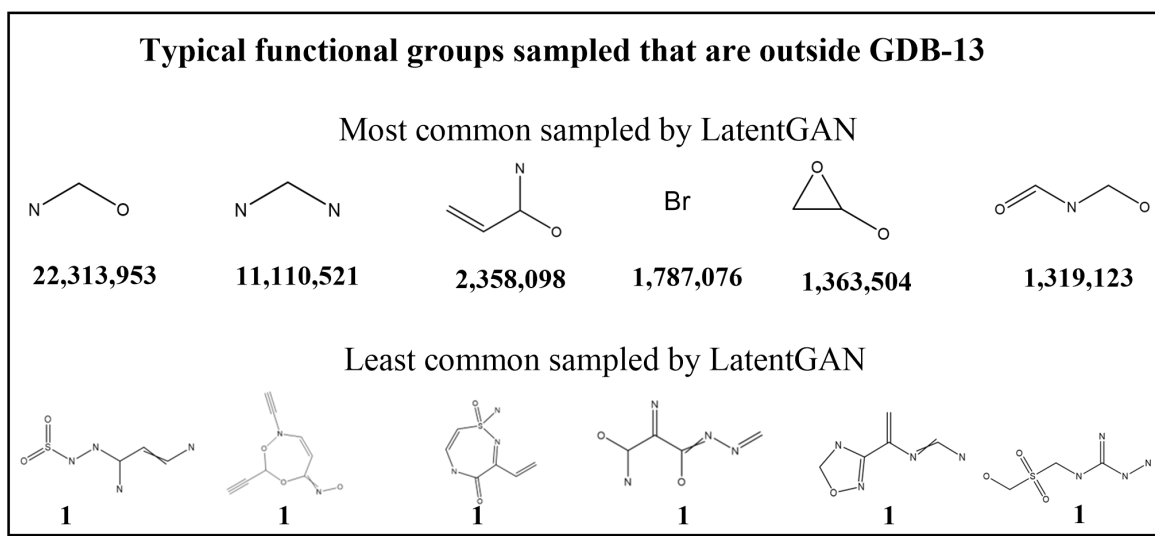 Typical functional groups sampled that are outside GDB-13
Most common sampled by LatentGAN
N O
N N
N O
Br
O O
O N O
22,313,953 11,110,521 2,358,098 1,787,076 1,363,504 1,319,123
Least common sampled by LatentGAN
O S O N N N N
N O O N O
O N S N N O
N O N O N N
N O N N N
O O S O N N N N
1 1 1 1 1 1